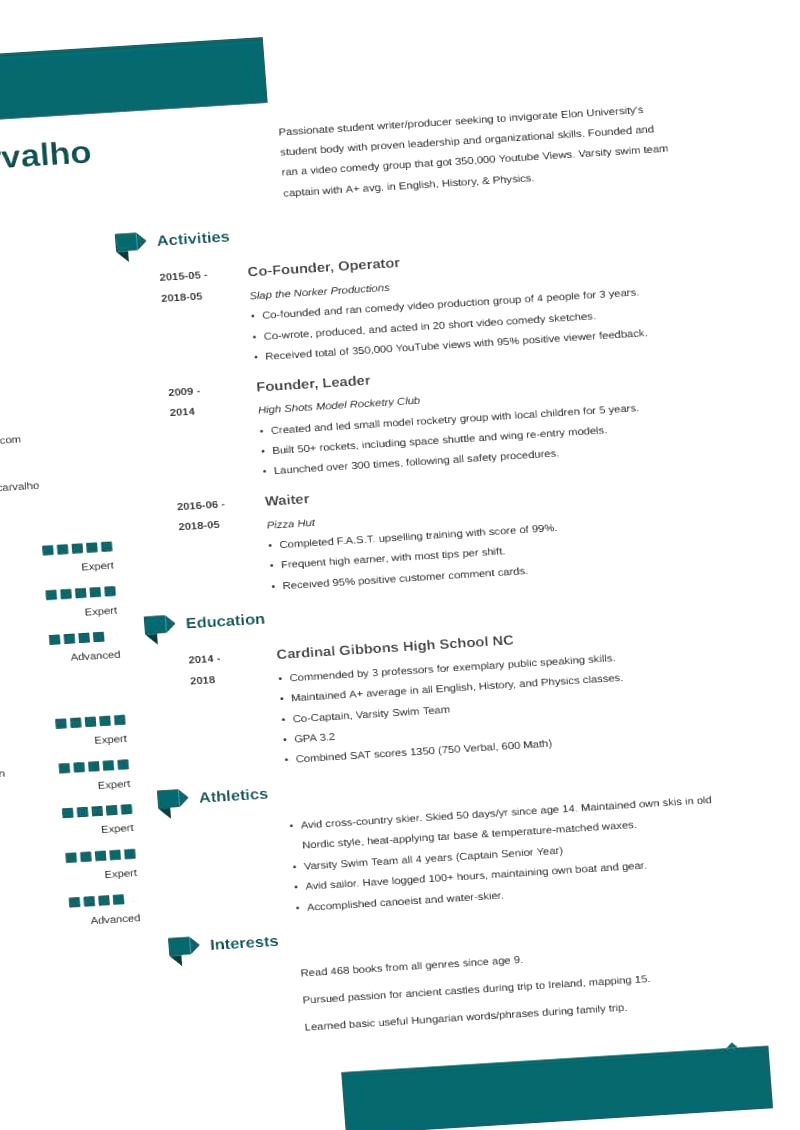 rvalho
com
carvalho
Expert
Expert
Advanced
Expert
Expert
Expert
Expert
Advanced
Passionate student writer/producer seeking to invigorate Elon University's
student body with proven leadership and organizational skills. Founded and
ran a video comedy group that got 350,000 Youtube Views. Varsity swim team
captain with A+ avg. in English, History, & Physics.
Activities
2015-05 -
2018-05
Co-Founder, Operator
Slap the Norker Productions
• Co-founded and ran comedy video production group of 4 people for 3 years.
• Co-wrote, produced, and acted in 20 short video comedy sketches.
• Received total of 350,000 YouTube views with 95% positive viewer feedback.
2009 -
2014
Founder, Leader
High Shots Model Rocketry Club
• Created and led small model rocketry group with local children for 5 years.
• Built 50+ rockets, including space shuttle and wing re-entry models.
• Launched over 300 times, following all safety procedures.
2016-06 -
2018-05
Waiter
Pizza Hut
• Completed F.A.S.T. upselling training with score of 99%.
• Frequent high earner, with most tips per shift.
• Received 95% positive customer comment cards.
Education
2014 -
2018
Cardinal Gibbons High School NC
• Commended by 3 professors for exemplary public speaking skills.
• Maintained A+ average in all English, History, and Physics classes.
• Co-Captain, Varsity Swim Team
• GPA 3.2
• Combined SAT scores 1350 (750 Verbal, 600 Math)
Athletics
• Avid cross-country skier. Skied 50 days/yr since age 14. Maintained own skis in old
Nordic style, heat-applying tar base & temperature-matched waxes.
• Varsity Swim Team all 4 years (Captain Senior Year)
• Avid sailor. Have logged 100+ hours, maintaining own boat and gear.
• Accomplished canoeist and water-skier.
Interests
Read 468 books from all genres since age 9.
Pursued passion for ancient castles during trip to Ireland, mapping 15.
Learned basic useful Hungarian words/phrases during family trip.